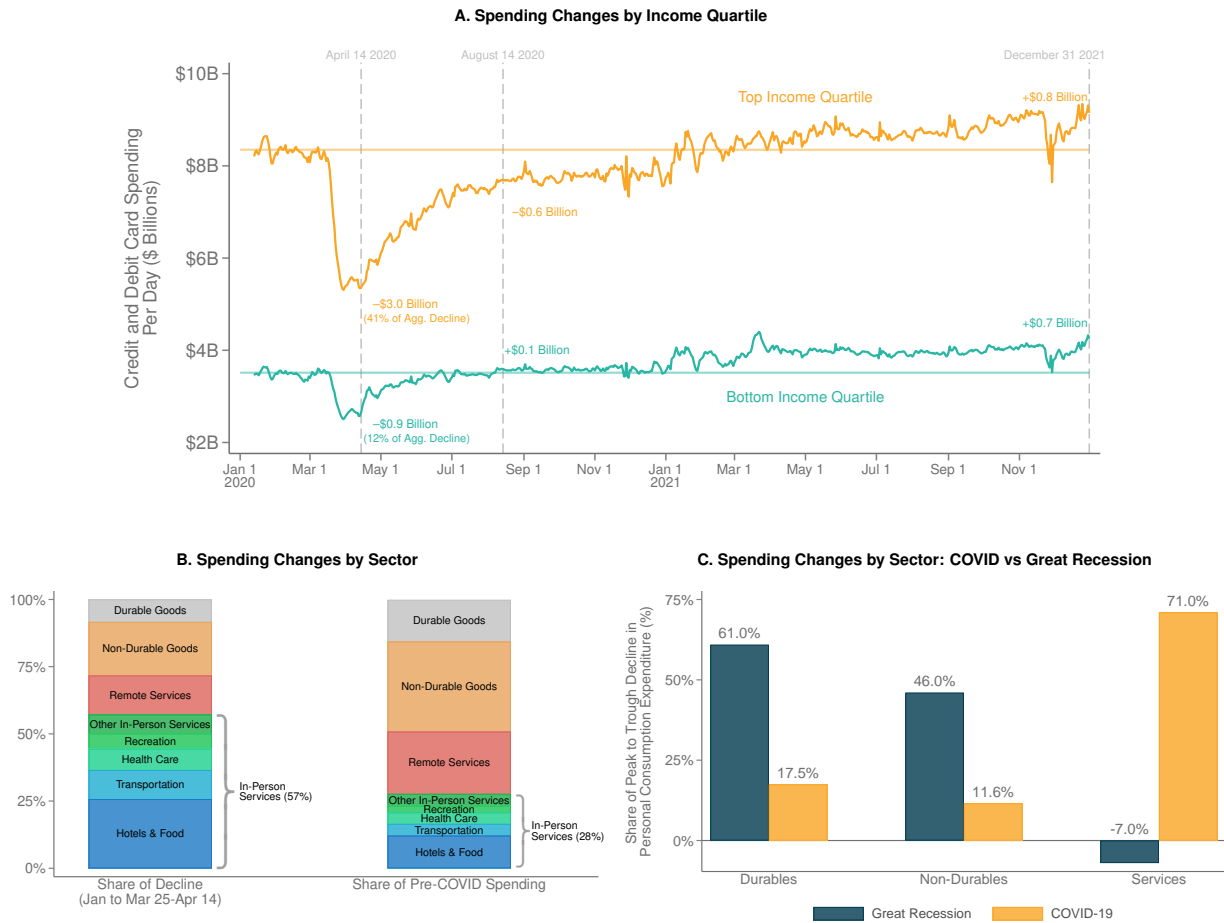 A. Spending Changes by Income Quartile
April 14 2020
August 14 2020
December 31 2021
Credit and Debit Card Spending
Per Day ($ Billions)
$10B
$8B
$6B
$4B
$2B
Top Income Quartile
+$0.8 Billion
−$0.6 Billion
−$3.0 Billion
(41% of Agg. Decline)
+$0.7 Billion
+$0.1 Billion
Bottom Income Quartile
−$0.9 Billion
(12% of Agg. Decline)
Jan 1
2020
Mar 1
May 1
Jul 1
Sep 1
Nov 1
Jan 1
2021
Mar 1
May 1
Jul 1
Sep 1
Nov 1
B. Spending Changes by Sector
100%
75%
50%
25%
0%
Durable Goods
Non-Durable Goods
Remote Services
Other In-Person Services
Recreation
Health Care
Transportation
Hotels & Food
In-Person
Services (57%)
Share of Decline
(Jan to Mar 25-Apr 14)
Durable Goods
Non-Durable Goods
Remote Services
Other In-Person Services
Recreation
Health Care
Transportation
Hotels & Food
In-Person
Services (28%)
Share of Pre-COVID Spending
C. Spending Changes by Sector: COVID vs Great Recession
Share of Peak to Trough Decline in
Personal Consumption Expenditure (%)
75%
50%
25%
0%
61.0%
17.5%
46.0%
11.6%
-7.0%
71.0%
Durables
Non-Durables
Services
Great Recession
COVID-19